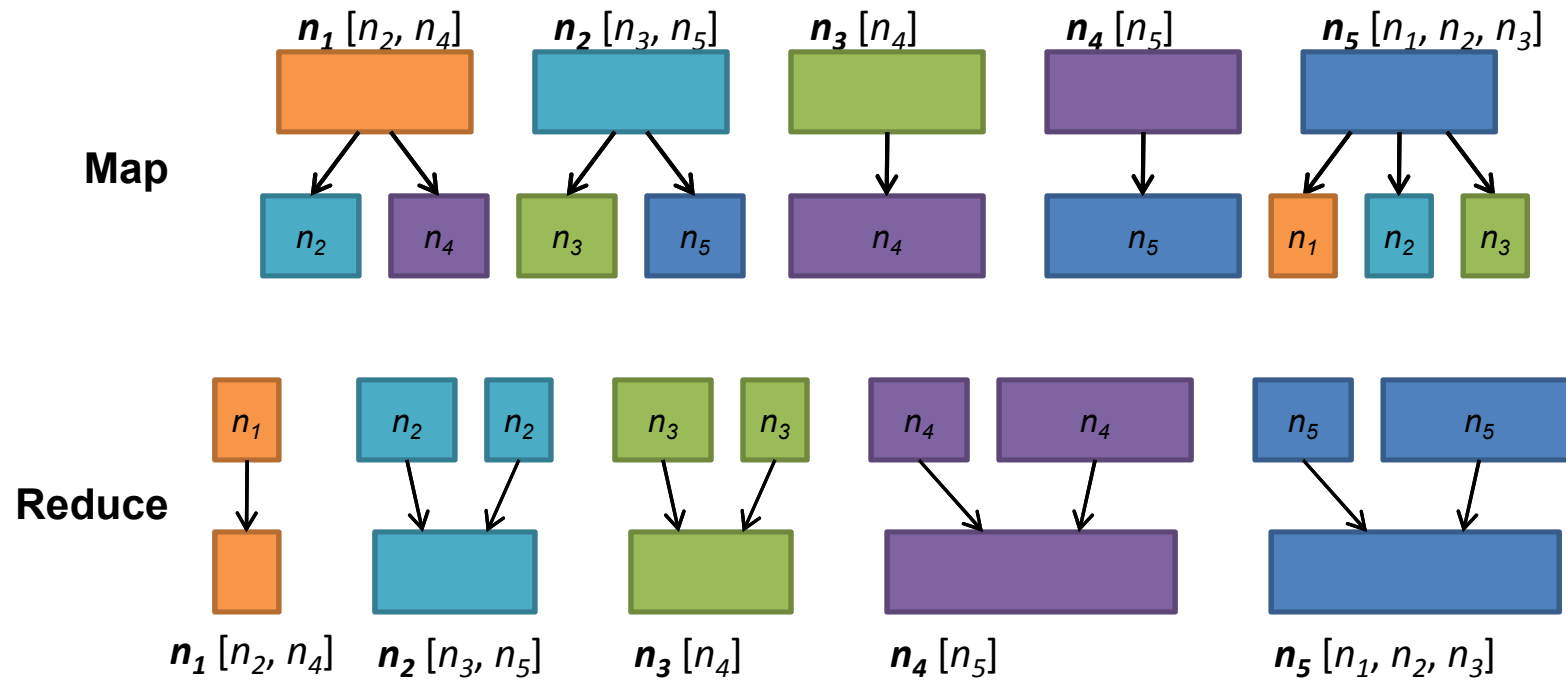 n₁ [n₂, n₄] n₂ [n₃, n₅] n₃ [n₄] n₄ [n₅] n₅ [n₁, n₂, n₃]
Map
n₂ n₄ n₃ n₅ n₄ n₅ n₁ n₂ n₃
n₁ n₂ n₂ n₃ n₃ n₄ n₄ n₅ n₅
Reduce
n₁ [n₂, n₄] n₂ [n₃, n₅] n₃ [n₄] n₄ [n₅] n₅ [n₁, n₂, n₃]